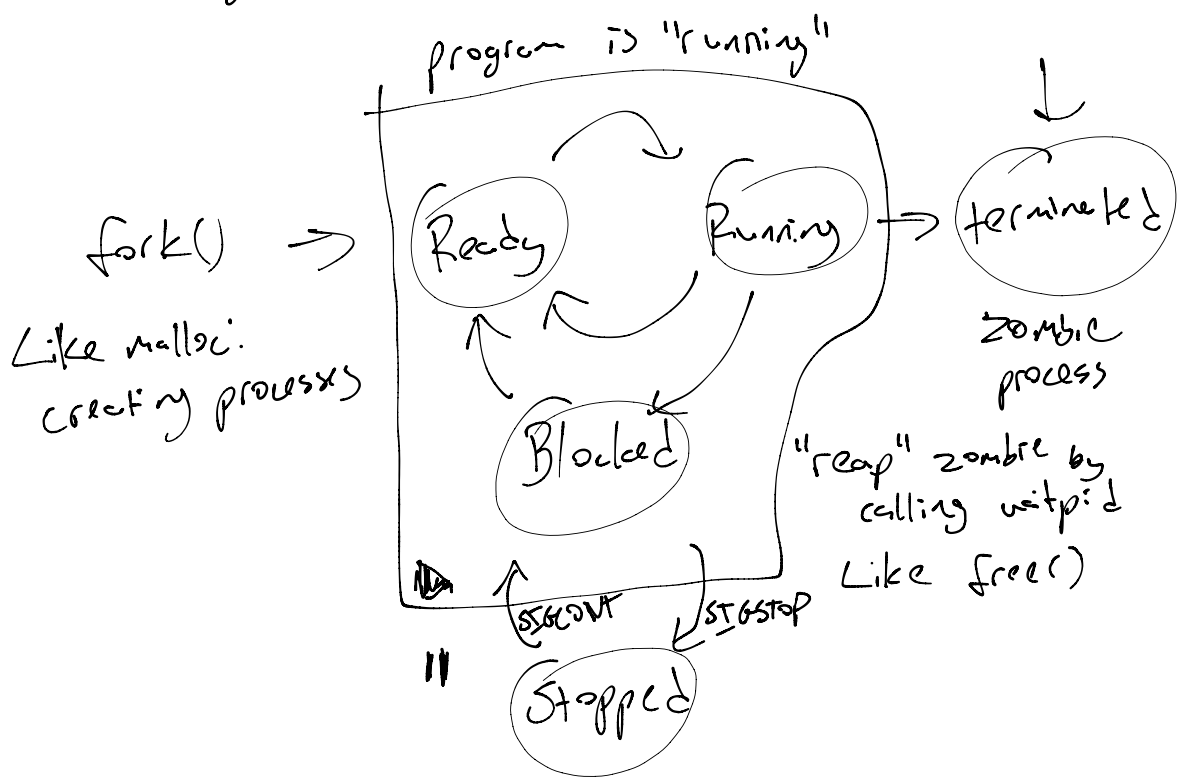 program is "running"
fork()
Like malloc:
creating processes
Ready
Running
Blocked
terminated
zombie
process
"reap" zombie by
calling waitpid
Like free()
SIGCONT
SIGSTOP
Stopped